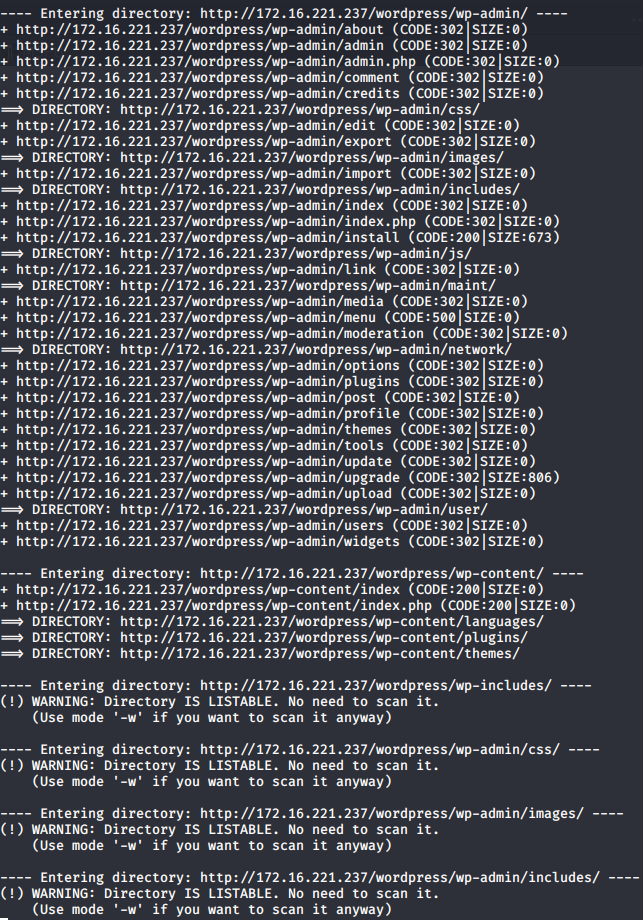 ---- Entering directory: http://172.16.221.237/wordpress/wp-admin/ ----
+ http://172.16.221.237/wordpress/wp-admin/about (CODE:302|SIZE:0)
+ http://172.16.221.237/wordpress/wp-admin/admin (CODE:302|SIZE:0)
+ http://172.16.221.237/wordpress/wp-admin/admin.php (CODE:302|SIZE:0)
+ http://172.16.221.237/wordpress/wp-admin/comment (CODE:302|SIZE:0)
+ http://172.16.221.237/wordpress/wp-admin/credits (CODE:302|SIZE:0)
==> DIRECTORY: http://172.16.221.237/wordpress/wp-admin/css/
+ http://172.16.221.237/wordpress/wp-admin/edit (CODE:302|SIZE:0)
+ http://172.16.221.237/wordpress/wp-admin/export (CODE:302|SIZE:0)
==> DIRECTORY: http://172.16.221.237/wordpress/wp-admin/images/
+ http://172.16.221.237/wordpress/wp-admin/import (CODE:302|SIZE:0)
==> DIRECTORY: http://172.16.221.237/wordpress/wp-admin/includes/
+ http://172.16.221.237/wordpress/wp-admin/index (CODE:302|SIZE:0)
+ http://172.16.221.237/wordpress/wp-admin/index.php (CODE:302|SIZE:0)
+ http://172.16.221.237/wordpress/wp-admin/install (CODE:200|SIZE:673)
==> DIRECTORY: http://172.16.221.237/wordpress/wp-admin/js/
+ http://172.16.221.237/wordpress/wp-admin/link (CODE:302|SIZE:0)
==> DIRECTORY: http://172.16.221.237/wordpress/wp-admin/maint/
+ http://172.16.221.237/wordpress/wp-admin/media (CODE:302|SIZE:0)
+ http://172.16.221.237/wordpress/wp-admin/menu (CODE:500|SIZE:0)
+ http://172.16.221.237/wordpress/wp-admin/moderation (CODE:302|SIZE:0)
==> DIRECTORY: http://172.16.221.237/wordpress/wp-admin/network/
+ http://172.16.221.237/wordpress/wp-admin/options (CODE:302|SIZE:0)
+ http://172.16.221.237/wordpress/wp-admin/plugins (CODE:302|SIZE:0)
+ http://172.16.221.237/wordpress/wp-admin/post (CODE:302|SIZE:0)
+ http://172.16.221.237/wordpress/wp-admin/profile (CODE:302|SIZE:0)
+ http://172.16.221.237/wordpress/wp-admin/themes (CODE:302|SIZE:0)
+ http://172.16.221.237/wordpress/wp-admin/tools (CODE:302|SIZE:0)
+ http://172.16.221.237/wordpress/wp-admin/update (CODE:302|SIZE:0)
+ http://172.16.221.237/wordpress/wp-admin/upgrade (CODE:302|SIZE:806)
+ http://172.16.221.237/wordpress/wp-admin/upload (CODE:302|SIZE:0)
==> DIRECTORY: http://172.16.221.237/wordpress/wp-admin/user/
+ http://172.16.221.237/wordpress/wp-admin/users (CODE:302|SIZE:0)
+ http://172.16.221.237/wordpress/wp-admin/widgets (CODE:302|SIZE:0)
---- Entering directory: http://172.16.221.237/wordpress/wp-content/ ----
+ http://172.16.221.237/wordpress/wp-content/index (CODE:200|SIZE:0)
+ http://172.16.221.237/wordpress/wp-content/index.php (CODE:200|SIZE:0)
==> DIRECTORY: http://172.16.221.237/wordpress/wp-content/languages/
==> DIRECTORY: http://172.16.221.237/wordpress/wp-content/plugins/
==> DIRECTORY: http://172.16.221.237/wordpress/wp-content/themes/
---- Entering directory: http://172.16.221.237/wordpress/wp-includes/ ----
(!) WARNING: Directory IS LISTABLE. No need to scan it.
(Use mode '-w' if you want to scan it anyway)
---- Entering directory: http://172.16.221.237/wordpress/wp-admin/css/ ----
(!) WARNING: Directory IS LISTABLE. No need to scan it.
(Use mode '-w' if you want to scan it anyway)
---- Entering directory: http://172.16.221.237/wordpress/wp-admin/images/ ----
(!) WARNING: Directory IS LISTABLE. No need to scan it.
(Use mode '-w' if you want to scan it anyway)
---- Entering directory: http://172.16.221.237/wordpress/wp-admin/includes/ ----
(!) WARNING: Directory IS LISTABLE. No need to scan it.
(Use mode '-w' if you want to scan it anyway)